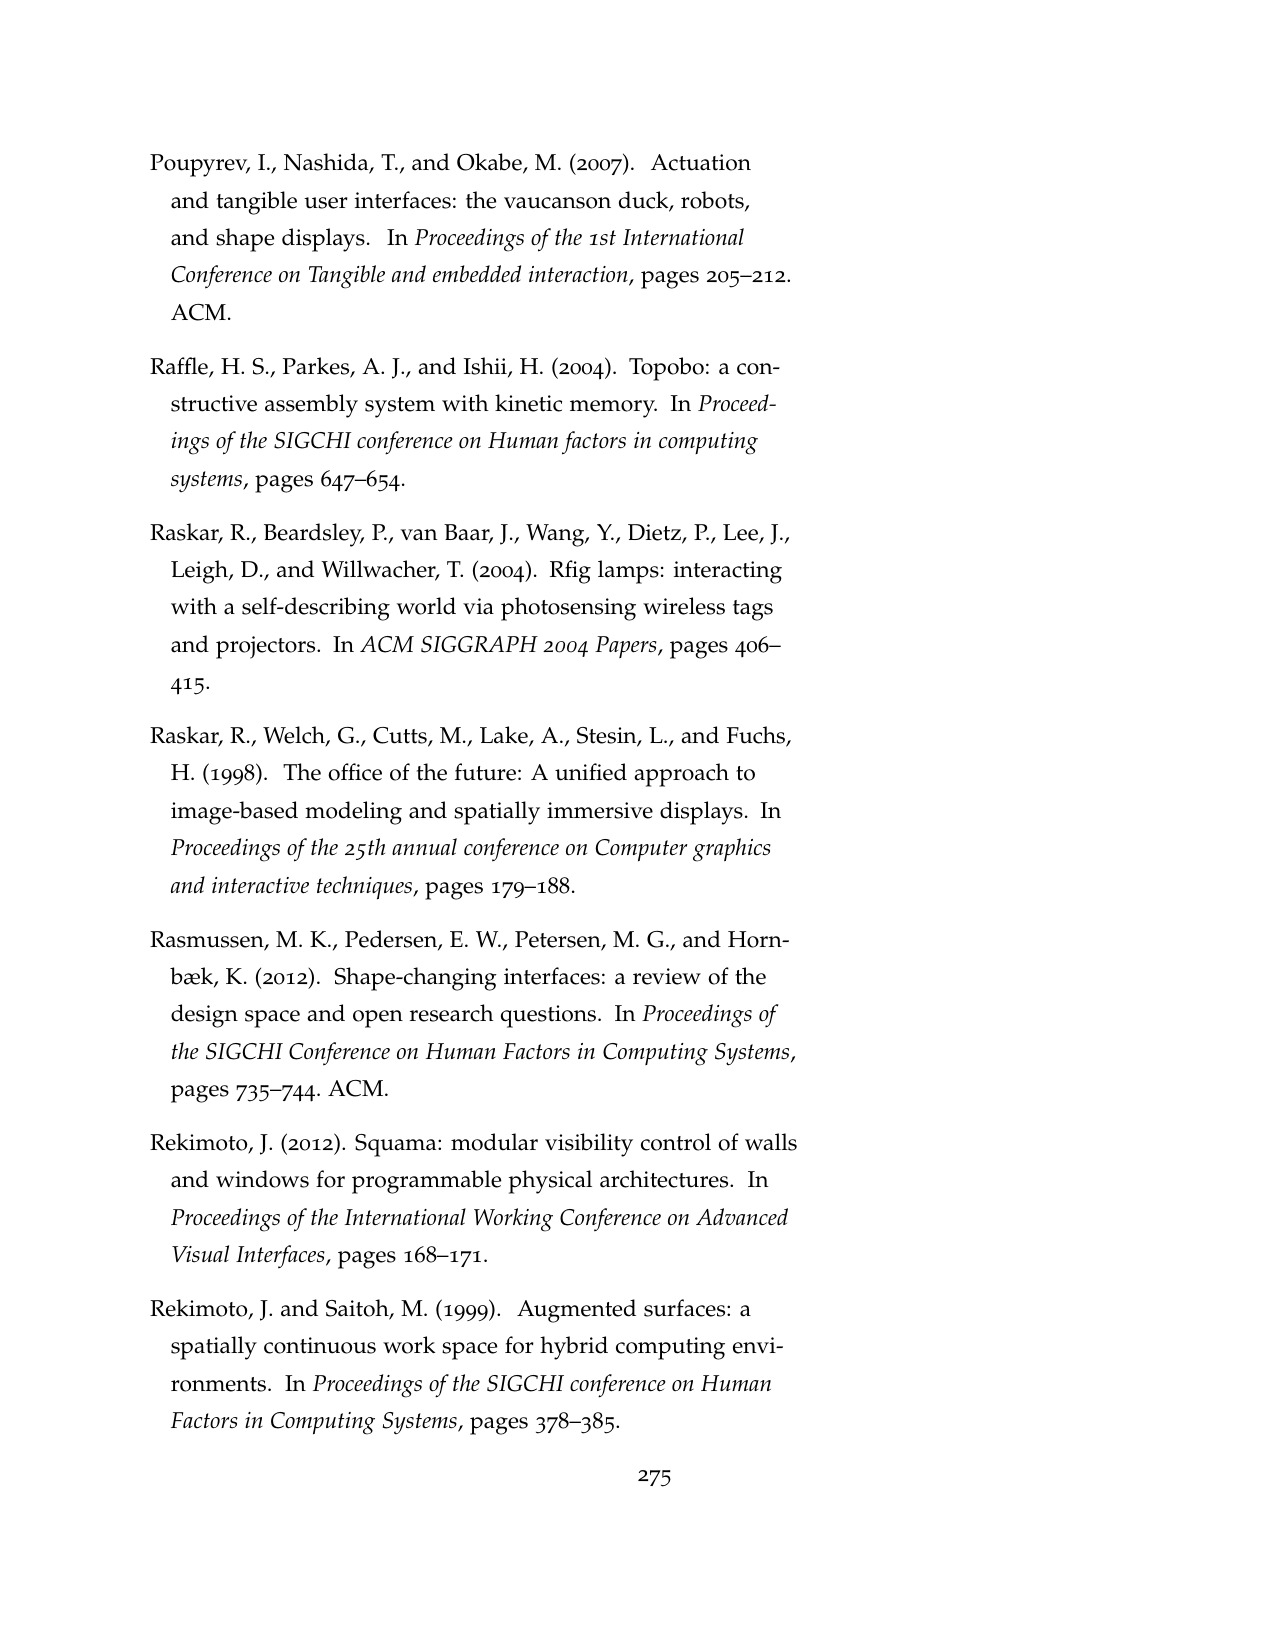 Poupyrev, I., Nashida, T., and Okabe, M. (2007). Actuation
and tangible user interfaces: the vaucanson duck, robots,
and shape displays. In Proceedings of the 1st International
Conference on Tangible and embedded interaction, pages 205–212.
ACM.
Raffle, H. S., Parkes, A. J., and Ishii, H. (2004). Topobo: a con-
structive assembly system with kinetic memory. In Proceed-
ings of the SIGCHI conference on Human factors in computing
systems, pages 647–654.
Raskar, R., Beardsley, P., van Baar, J., Wang, Y., Dietz, P., Lee, J.,
Leigh, D., and Willwacher, T. (2004). Rfig lamps: interacting
with a self-describing world via photosensing wireless tags
and projectors. In ACM SIGGRAPH 2004 Papers, pages 406–
415.
Raskar, R., Welch, G., Cutts, M., Lake, A., Stesin, L., and Fuchs,
H. (1998). The office of the future: A unified approach to
image-based modeling and spatially immersive displays. In
Proceedings of the 25th annual conference on Computer graphics
and interactive techniques, pages 179–188.
Rasmussen, M. K., Pedersen, E. W., Petersen, M. G., and Horn-
bæk, K. (2012). Shape-changing interfaces: a review of the
design space and open research questions. In Proceedings of
the SIGCHI Conference on Human Factors in Computing Systems,
pages 735–744. ACM.
Rekimoto, J. (2012). Squama: modular visibility control of walls
and windows for programmable physical architectures. In
Proceedings of the International Working Conference on Advanced
Visual Interfaces, pages 168–171.
Rekimoto, J. and Saitoh, M. (1999). Augmented surfaces: a
spatially continuous work space for hybrid computing envi-
ronments. In Proceedings of the SIGCHI conference on Human
Factors in Computing Systems, pages 378–385.
275